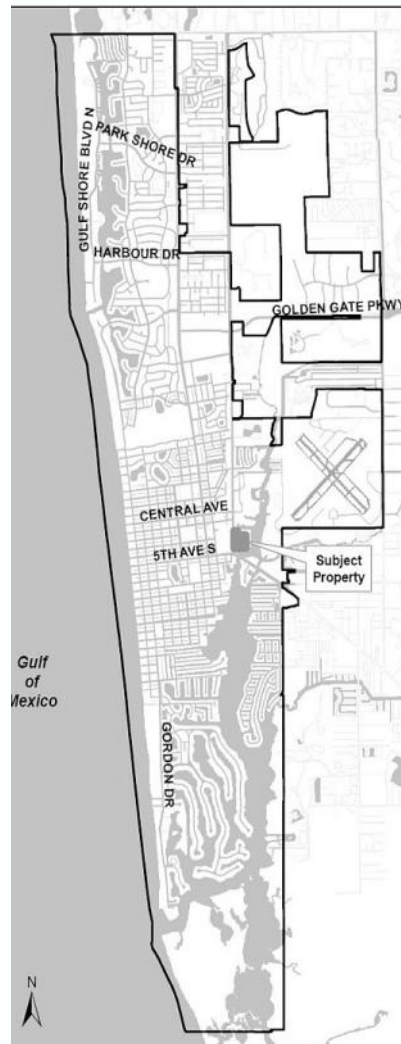 GULF SHORE BLVD N
PARK SHORE DR
HARBOUR DR
GOLDEN GATE PKWY
CENTRAL AVE
5TH AVE S
Subject
Property
Gulf
of
Mexico
GORDON DR
N